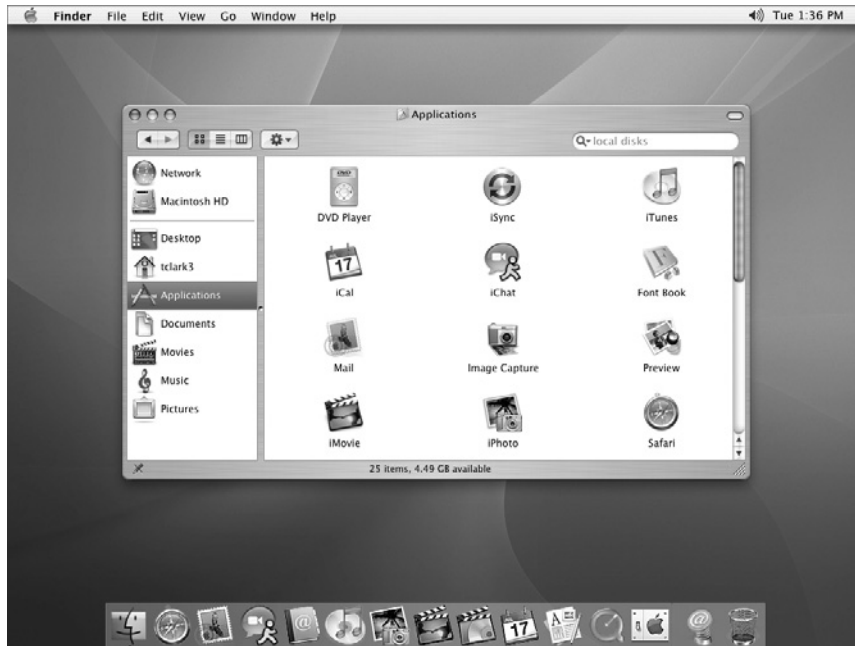 Finder File Edit View Go Window Help Tue 1:36 PM
Applications
local disks
Network
Macintosh HD
Desktop
tclark3
Applications
Documents
Movies
Music
Pictures
DVD Player iSync iTunes
17
iCal iChat Font Book
Mail Image Capture Preview
iMovie iPhoto Safari
25 items, 4.49 GB available
@ 17 A @